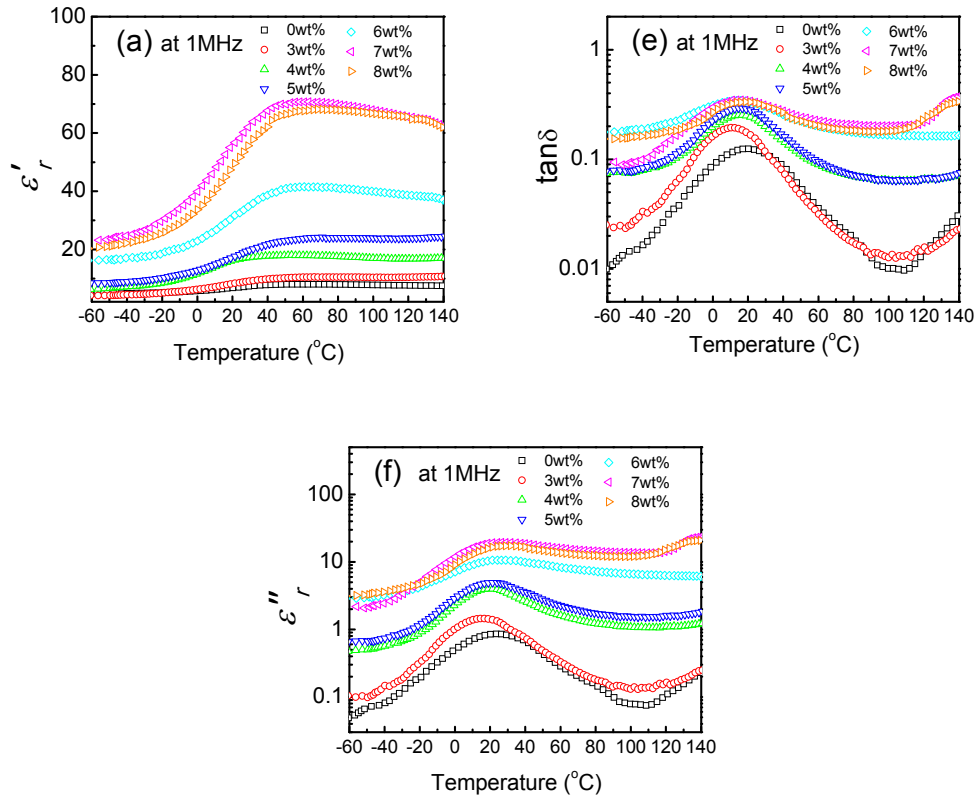 (a) at 1MHz
0wt% 6wt%
3wt% 7wt%
4wt% 8wt%
5wt%
100
80
60
40
20
ε'r
-60 -40 -20 0 20 40 60 80 100 120 140
Temperature (°C)
(e) at 1MHz
0wt% 6wt%
3wt% 7wt%
4wt% 8wt%
5wt%
1
0.1
0.01
tanδ
-60 -40 -20 0 20 40 60 80 100 120 140
Temperature (°C)
(f) at 1MHz
0wt% 6wt%
3wt% 7wt%
4wt% 8wt%
5wt%
100
10
1
0.1
ε"r
-60 -40 -20 0 20 40 60 80 100 120 140
Temperature (°C)